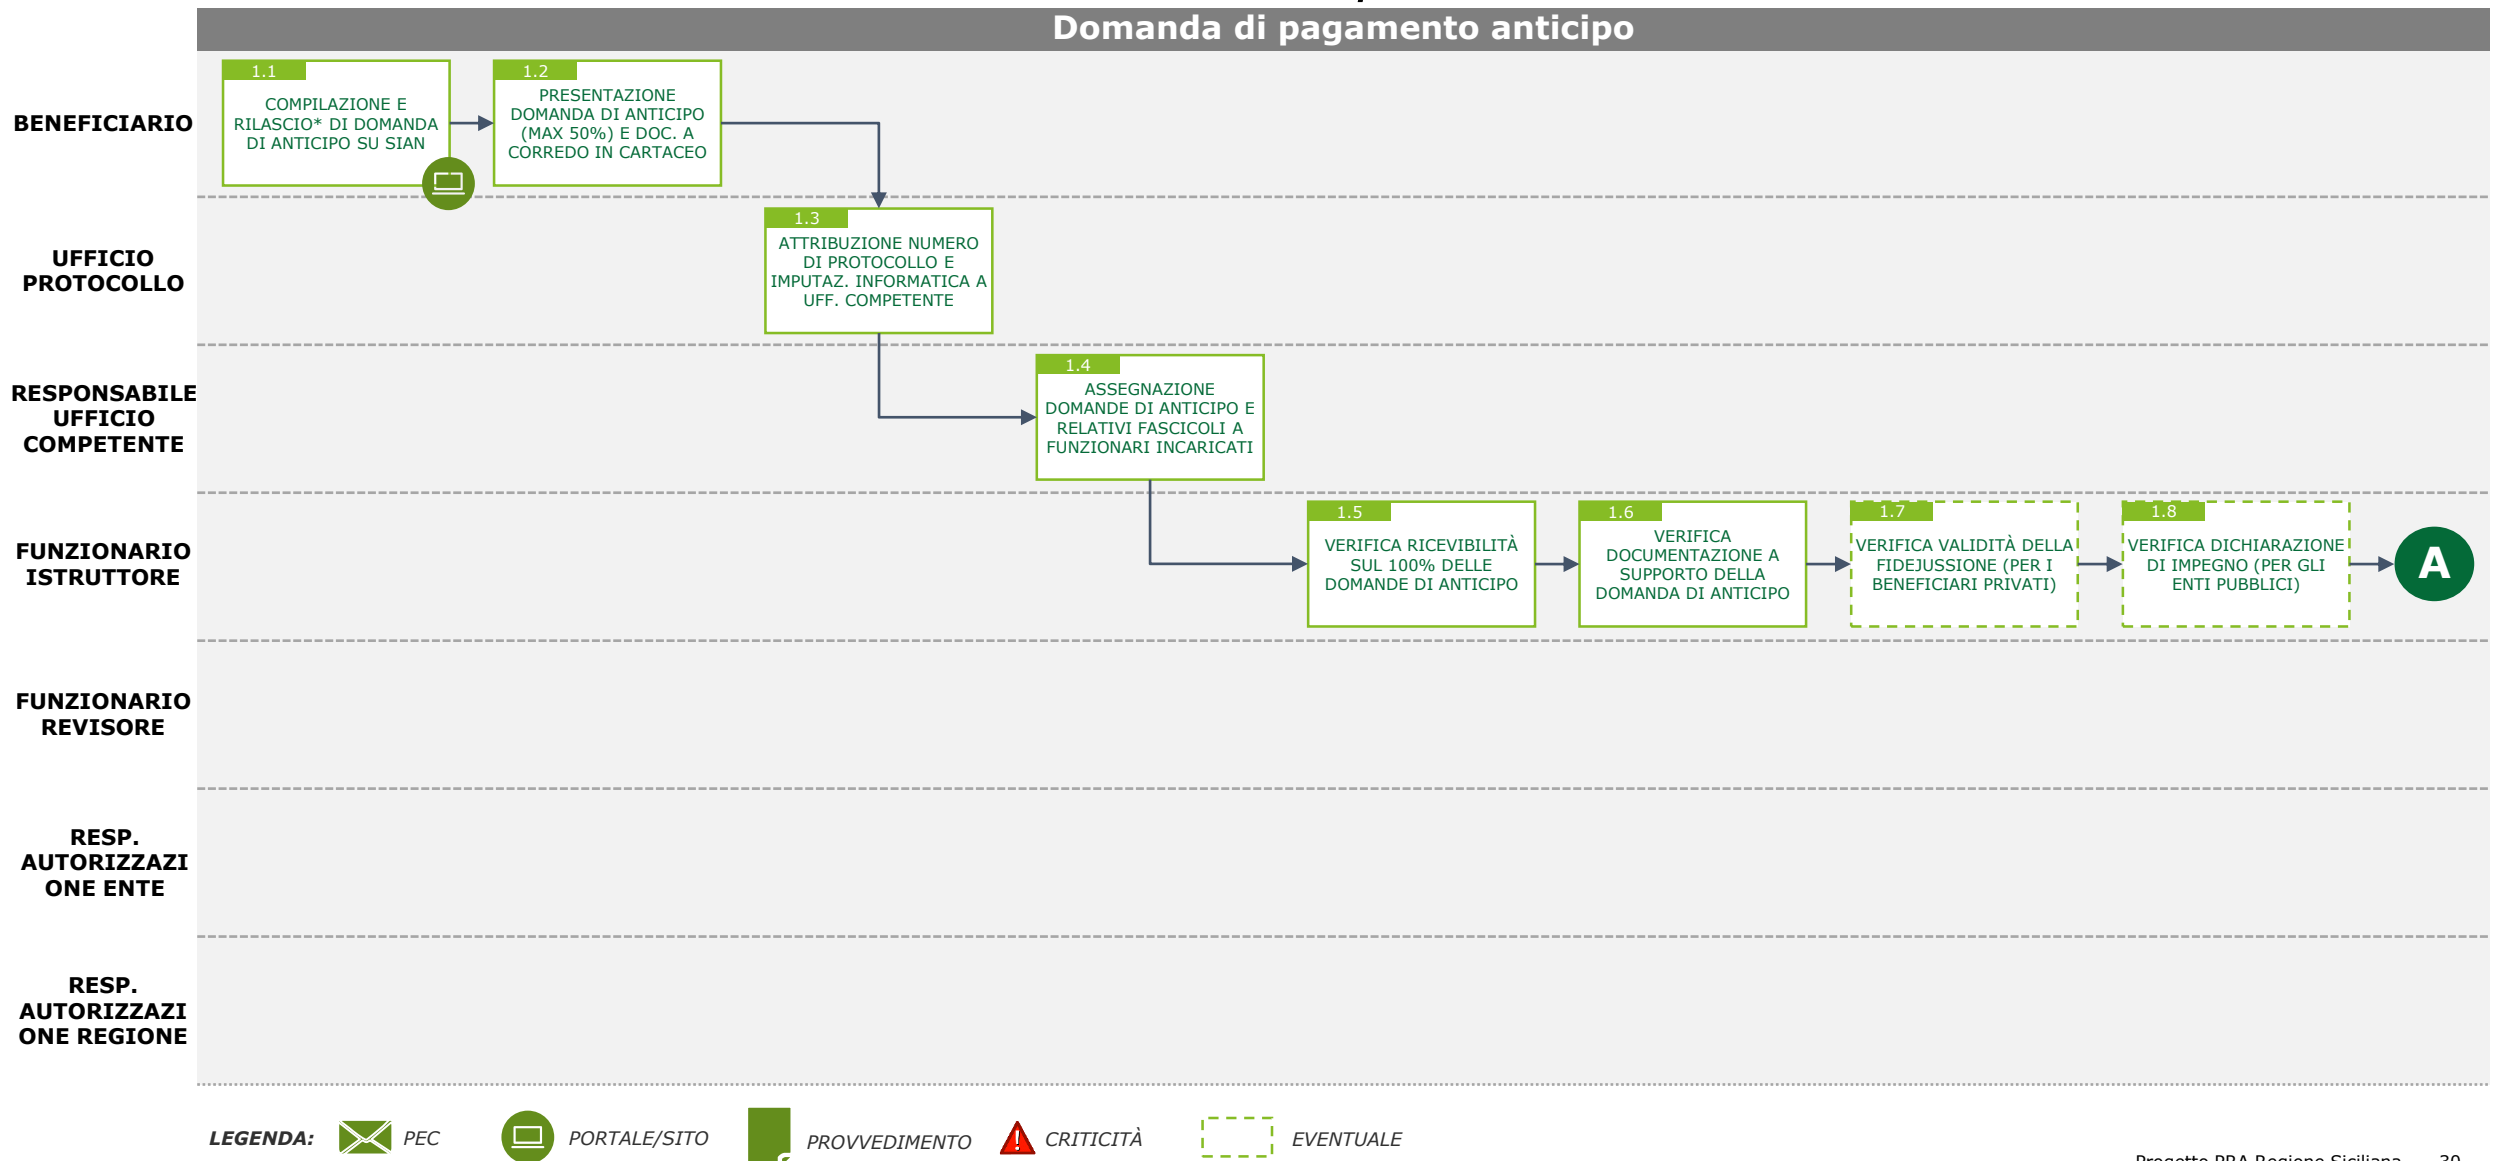 Domanda di pagamento anticipo
BENEFICIARIO
1.1
COMPILAZIONE E
RILASCIO* DI DOMANDA
DI ANTICIPO SU SIAN
1.2
PRESENTAZIONE
DOMANDA DI ANTICIPO
(MAX 50%) E DOC. A
CORREDO IN CARTACEO
UFFICIO
PROTOCOLLO
1.3
ATTRIBUZIONE NUMERO
DI PROTOCOLLO E
IMPUTAZ. INFORMATICA A
UFF. COMPETENTE
RESPONSABILE
UFFICIO
COMPETENTE
1.4
ASSEGNAZIONE
DOMANDE DI ANTICIPO E
RELATIVI FASCICOLI A
FUNZIONARI INCARICATI
FUNZIONARIO
ISTRUTTORE
1.5
VERIFICA RICEVIBILITÀ
SUL 100% DELLE
DOMANDE DI ANTICIPO
1.6
VERIFICA
DOCUMENTAZIONE A
SUPPORTO DELLA
DOMANDA DI ANTICIPO
1.7
VERIFICA VALIDITÀ DELLA
FIDEJUSSIONE (PER I
BENEFICIARI PRIVATI)
1.8
VERIFICA DICHIARAZIONE
DI IMPEGNO (PER GLI
ENTI PUBBLICI)
A
FUNZIONARIO
REVISORE
RESP.
AUTORIZZAZI
ONE ENTE
RESP.
AUTORIZZAZI
ONE REGIONE
LEGENDA:
PEC
PORTALE/SITO
PROVVEDIMENTO
CRITICITÀ
EVENTUALE
Progetto PRA Regione Siciliana 30